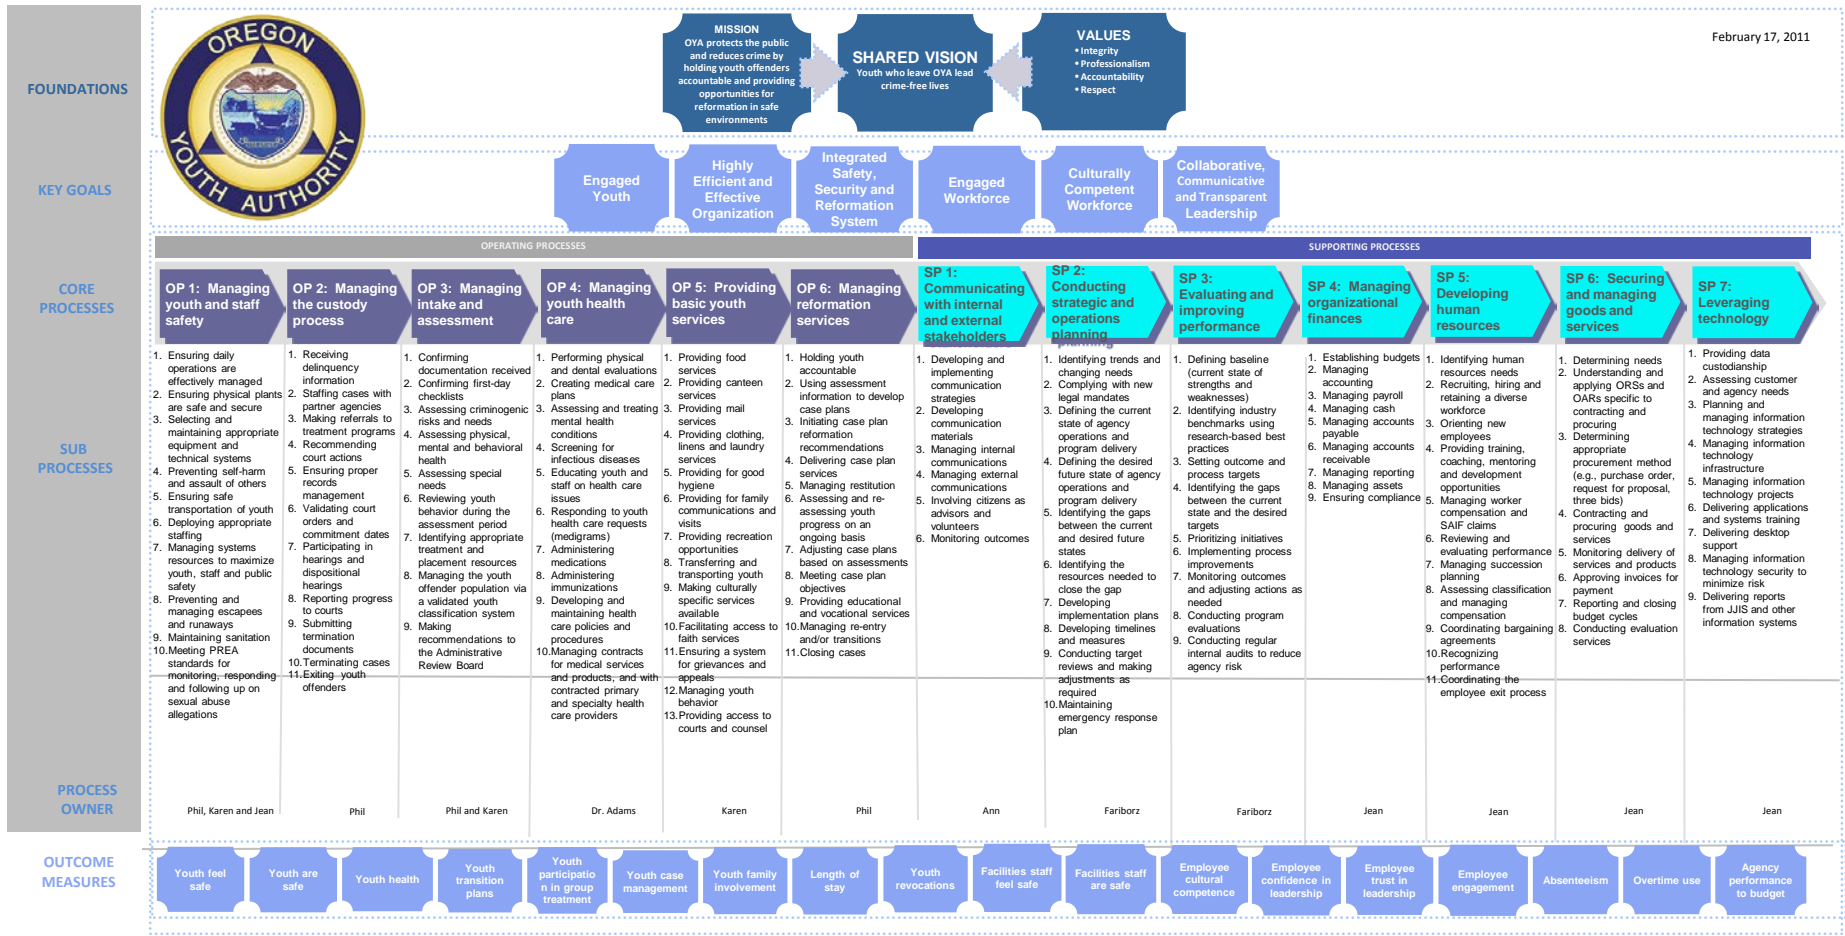 February 17, 2011
FOUNDATIONS
OREGON
YOUTH AUTHORITY
MISSION
OYA protects the public
and reduces crime by
holding youth offenders
accountable and providing
opportunities for
reformation in safe
environments
SHARED VISION
Youth who leave OYA lead
crime-free lives
VALUES
• Integrity
• Professionalism
• Accountability
• Respect
KEY GOALS
Engaged
Youth
Highly
Efficient and
Effective
Organization
Integrated
Safety,
Security and
Reformation
System
Engaged
Workforce
Culturally
Competent
Workforce
Collaborative,
Communicative
and Transparent
Leadership
OPERATING PROCESSES
SUPPORTING PROCESSES
CORE
PROCESSES
OP 1: Managing
youth and staff
safety
OP 2: Managing
the custody
process
OP 3: Managing
intake and
assessment
OP 4: Managing
youth health
care
OP 5: Providing
basic youth
services
OP 6: Managing
reformation
services
SP 1:
Communicating
with internal
and external
stakeholders
SP 2:
Conducting
strategic and
operations
planning
SP 3:
Evaluating and
improving
performance
SP 4: Managing
organizational
finances
SP 5:
Developing
human
resources
SP 6: Securing
and managing
goods and
services
SP 7:
Leveraging
technology
SUB
PROCESSES
1. Ensuring daily
operations are
effectively managed
2. Ensuring physical plants
are safe and secure
3. Selecting and
maintaining appropriate
equipment and
technical systems
4. Preventing self-harm
and assault of others
5. Ensuring safe
transportation of youth
6. Deploying appropriate
staffing
7. Managing systems
resources to maximize
youth, staff and public
safety
8. Preventing and
managing escapees
and runaways
9. Maintaining sanitation
10.Meeting PREA
standards for
monitoring, responding
and following up on
sexual abuse
allegations
1. Receiving
delinquency
information
2. Staffing cases with
partner agencies
3. Making referrals to
treatment programs
4. Recommending
court actions
5. Ensuring proper
records
management
6. Validating court
orders and
commitment dates
7. Participating in
hearings and
dispositional
hearings
8. Reporting progress
to courts
9. Submitting
termination
documents
10.Terminating cases
11.Exiting youth
offenders
1. Confirming
documentation received
2. Confirming first-day
checklists
3. Assessing criminogenic
risks and needs
4. Assessing physical,
mental and behavioral
health
5. Assessing special
needs
6. Reviewing youth
behavior during the
assessment period
7. Identifying appropriate
treatment and
placement resources
8. Managing the youth
offender population via
a validated youth
classification system
9. Making
recommendations to
the Administrative
Review Board
1. Performing physical
and dental evaluations
2. Creating medical care
plans
3. Assessing and treating
mental health
conditions
4. Screening for
infectious diseases
5. Educating youth and
staff on health care
issues
6. Responding to youth
health care requests
(medigrams)
7. Administering
medications
8. Administering
immunizations
9. Developing and
maintaining health
care policies and
procedures
10.Managing contracts
for medical services
and products, and with
contracted primary
and specialty health
care providers
1. Providing food
services
2. Providing canteen
services
3. Providing mail
services
4. Providing clothing,
linens and laundry
services
5. Providing for good
hygiene
6. Providing for family
communications and
visits
7. Providing recreation
opportunities
8. Transferring and
transporting youth
9. Making culturally
specific services
available
10.Facilitating access to
faith services
11.Ensuring a system
for grievances and
appeals
12.Managing youth
behavior
13.Providing access to
courts and counsel
1. Holding youth
accountable
2. Using assessment
information to develop
case plans
3. Initiating case plan
reformation
recommendations
4. Delivering case plan
services
5. Managing restitution
6. Assessing and re-
assessing youth
progress on an
ongoing basis
7. Adjusting case plans
based on assessments
8. Meeting case plan
objectives
9. Providing educational
and vocational services
10.Managing re-entry
and/or transitions
11.Closing cases
1. Developing and
implementing
communication
strategies
2. Developing
communication
materials
3. Managing internal
communications
4. Managing external
communications
5. Involving citizens as
advisors and
volunteers
6. Monitoring outcomes
1. Identifying trends and
changing needs
2. Complying with new
legal mandates
3. Defining the current
state of agency
operations and
program delivery
4. Defining the desired
future state of agency
operations and
program delivery
5. Identifying the gaps
between the current
and desired future
states
6. Identifying the
resources needed to
close the gap
7. Developing
implementation plans
8. Developing timelines
and measures
9. Conducting target
reviews and making
adjustments as
required
10.Maintaining
emergency response
plan
1. Defining baseline
(current state of
strengths and
weaknesses)
2. Identify industry
benchmarks using
research-based best
practices
3. Setting outcome and
process targets
4. Identifying the gaps
between the current
state and the desired
targets
5. Prioritizing initiatives
6. Implementing process
improvements
7. Monitoring outcomes
and adjusting actions as
needed
8. Conducting program
evaluations
9. Conducting regular
internal audits to reduce
agency risk
1. Establishing budgets
2. Managing
accounting
3. Managing payroll
4. Managing cash
5. Managing accounts
payable
6. Managing accounts
receivable
7. Managing reporting
8. Managing assets
9. Ensuring compliance
1. Identifying human
resources needs
2. Recruiting, hiring and
retaining a diverse
workforce
3. Orienting new
employees
4. Providing training,
coaching, mentoring
and development
opportunities
5. Managing worker
compensation and
SAIF claims
6. Reviewing and
evaluating performance
7. Managing succession
planning
8. Assessing classification
and managing
compensation
9. Coordinating bargaining
agreements
10.Recognizing
performance
11.Coordinating the
employee exit process
1. Determining needs
2. Understanding and
applying ORSs and
OARs specific to
contracting and
procuring
3. Determining
appropriate
procurement method
(e.g., purchase order,
request for proposal,
three bids)
4. Contracting and
procuring goods and
services
5. Monitoring delivery of
services and products
6. Approving invoices for
payment
7. Reporting and closing
budget cycles
8. Conducting evaluation
services
1. Providing data
custodianship
2. Assessing customer
and agency needs
3. Planning and
managing information
technology strategies
4. Managing information
technology
infrastructure
5. Managing information
technology projects
6. Delivering applications
and systems training
7. Delivering desktop
support
8. Managing information
technology security to
minimize risk
9. Delivering reports
from JJIS and other
information systems
PROCESS
OWNER
Phil, Karen and Jean
Phil
Phil and Karen
Dr. Adams
Karen
Phil
Ann
Fariborz
Fariborz
Jean
Jean
Jean
Jean
OUTCOME
MEASURES
Youth feel
safe
Youth are
safe
Youth health
Youth
transition
plans
Youth
participatio
n in group
treatment
Youth case
management
Youth family
involvement
Length of
stay
Youth
revocations
Facilities staff
feel safe
Facilities staff
are safe
Employee
cultural
competence
Employee
confidence in
leadership
Employee
trust in
leadership
Employee
engagement
Absenteeism
Overtime use
Agency
performance
to budget